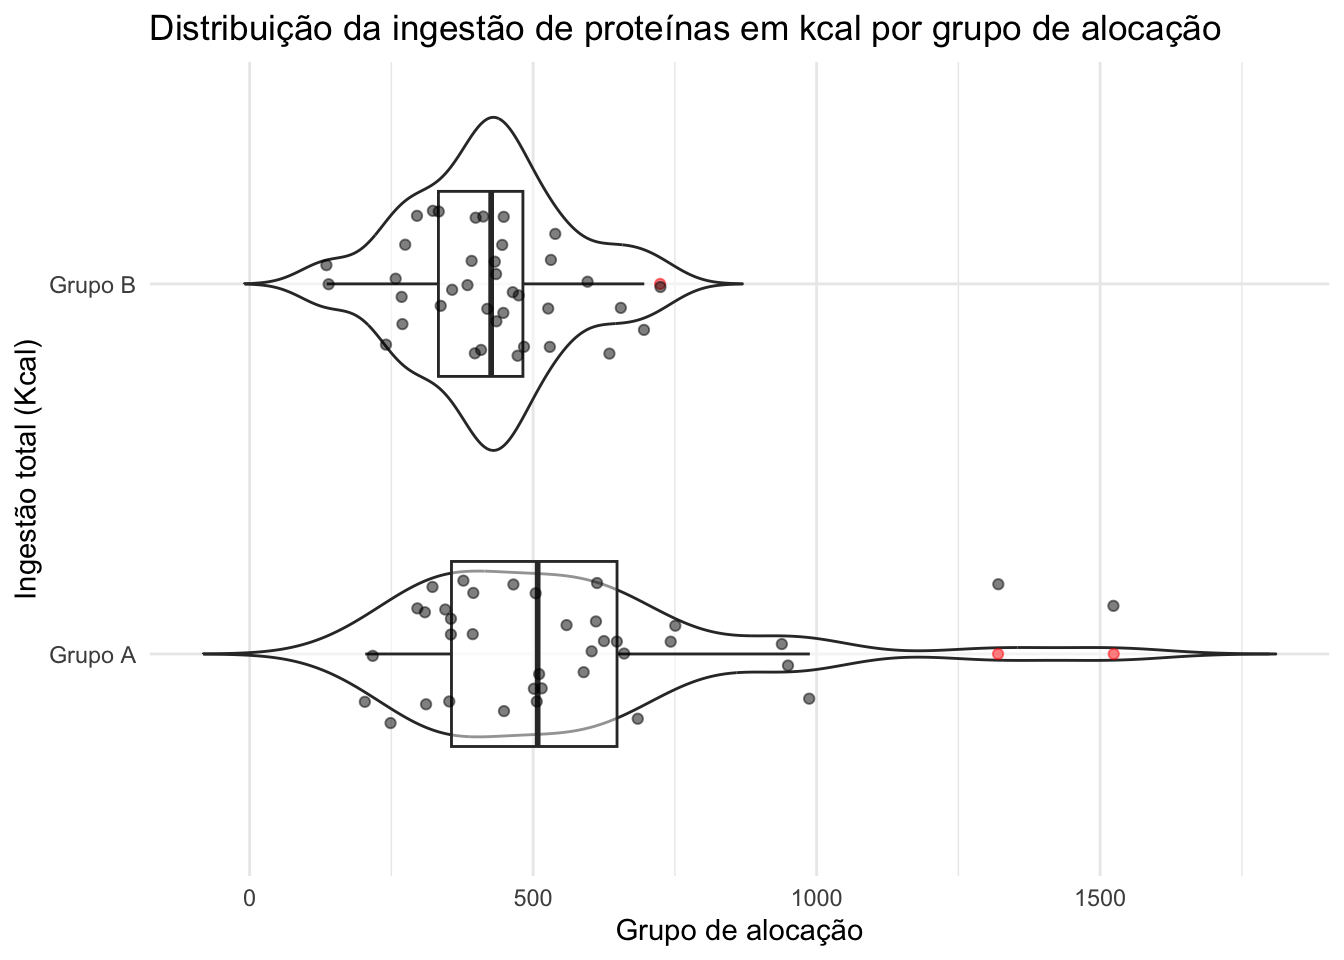 Distribuição da ingestão de proteínas em kcal por grupo de alocação
Ingestão total (Kcal)
Grupo B
Grupo A
0
500
1000
1500
Grupo de alocação